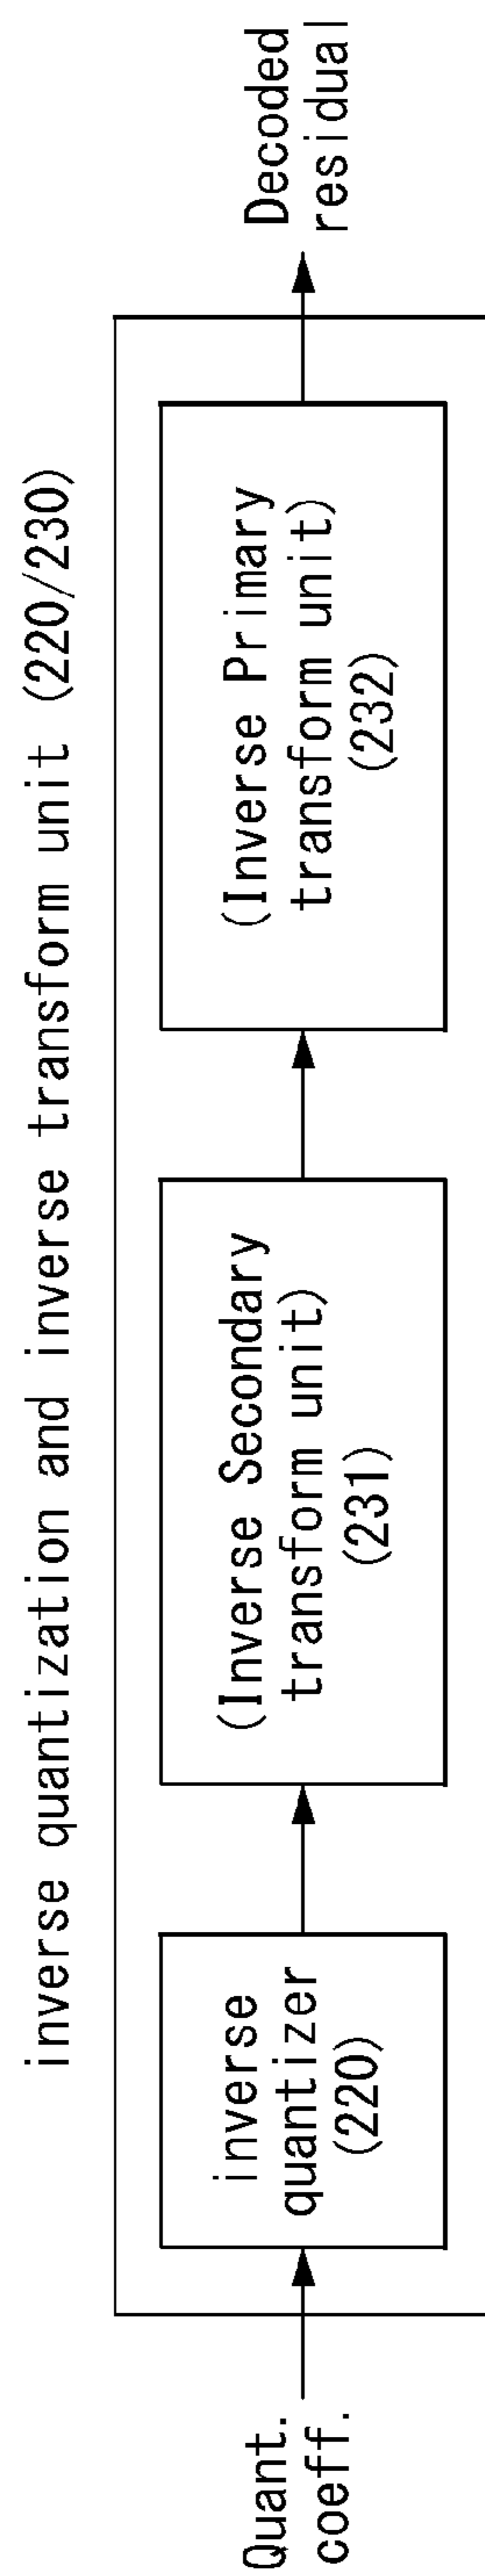 inverse quantization and inverse transform unit (220/230)
Quant.
coeff.
inverse
quantizer
(220)
(Inverse Secondary
transform unit)
(231)
(Inverse Primary
transform unit)
(232)
Decoded
residual